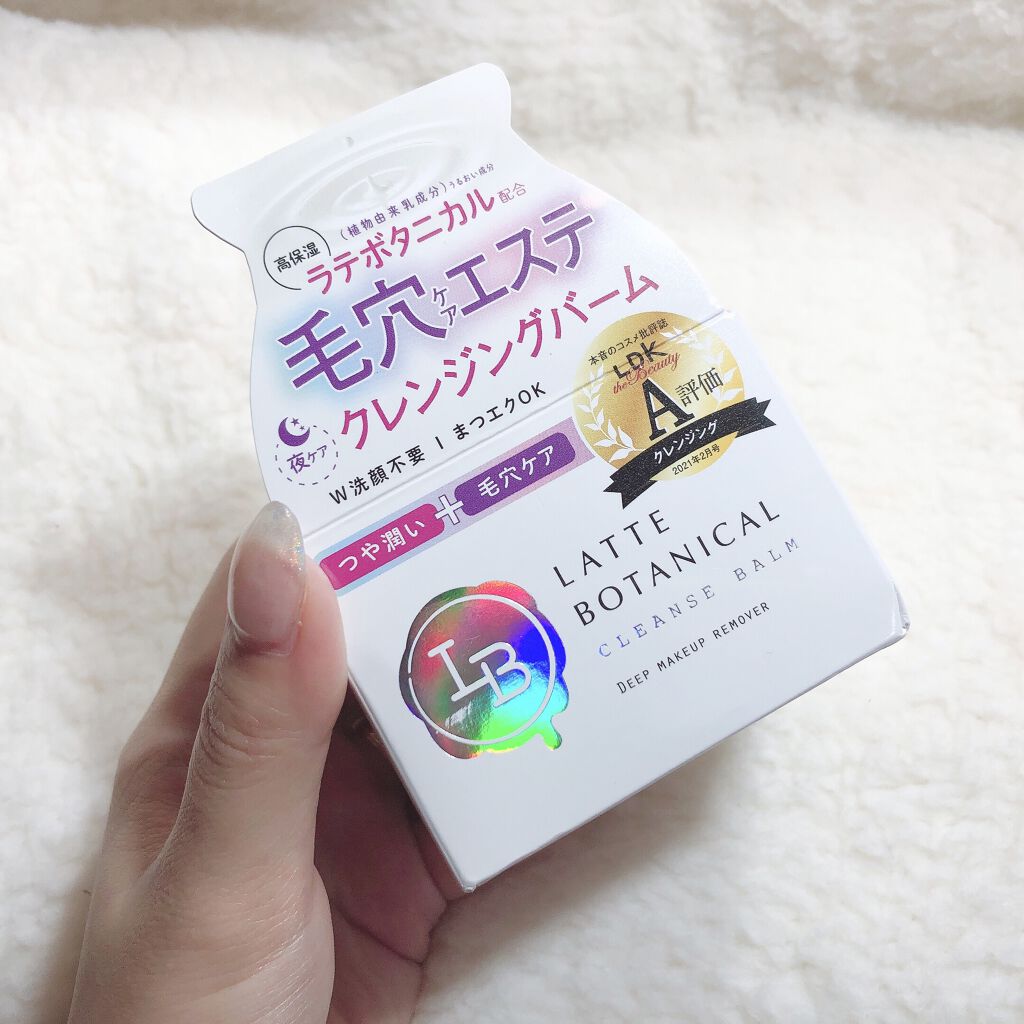 (植物由来乳成分)うるおい成分
高保湿
ラテボタニカル配合
毛穴ケアエステ
クレンジングバーム
夜ケア
W洗顔不要 | まつエクOK
つや潤い + 毛穴ケア
本音のコスメ批評誌
LDK
the Beauty
A評価
クレンジング
2021年2月号
LATTE
BOTANICAL
CLEANSE BALM
DEEP MAKEUP REMOVER
LB